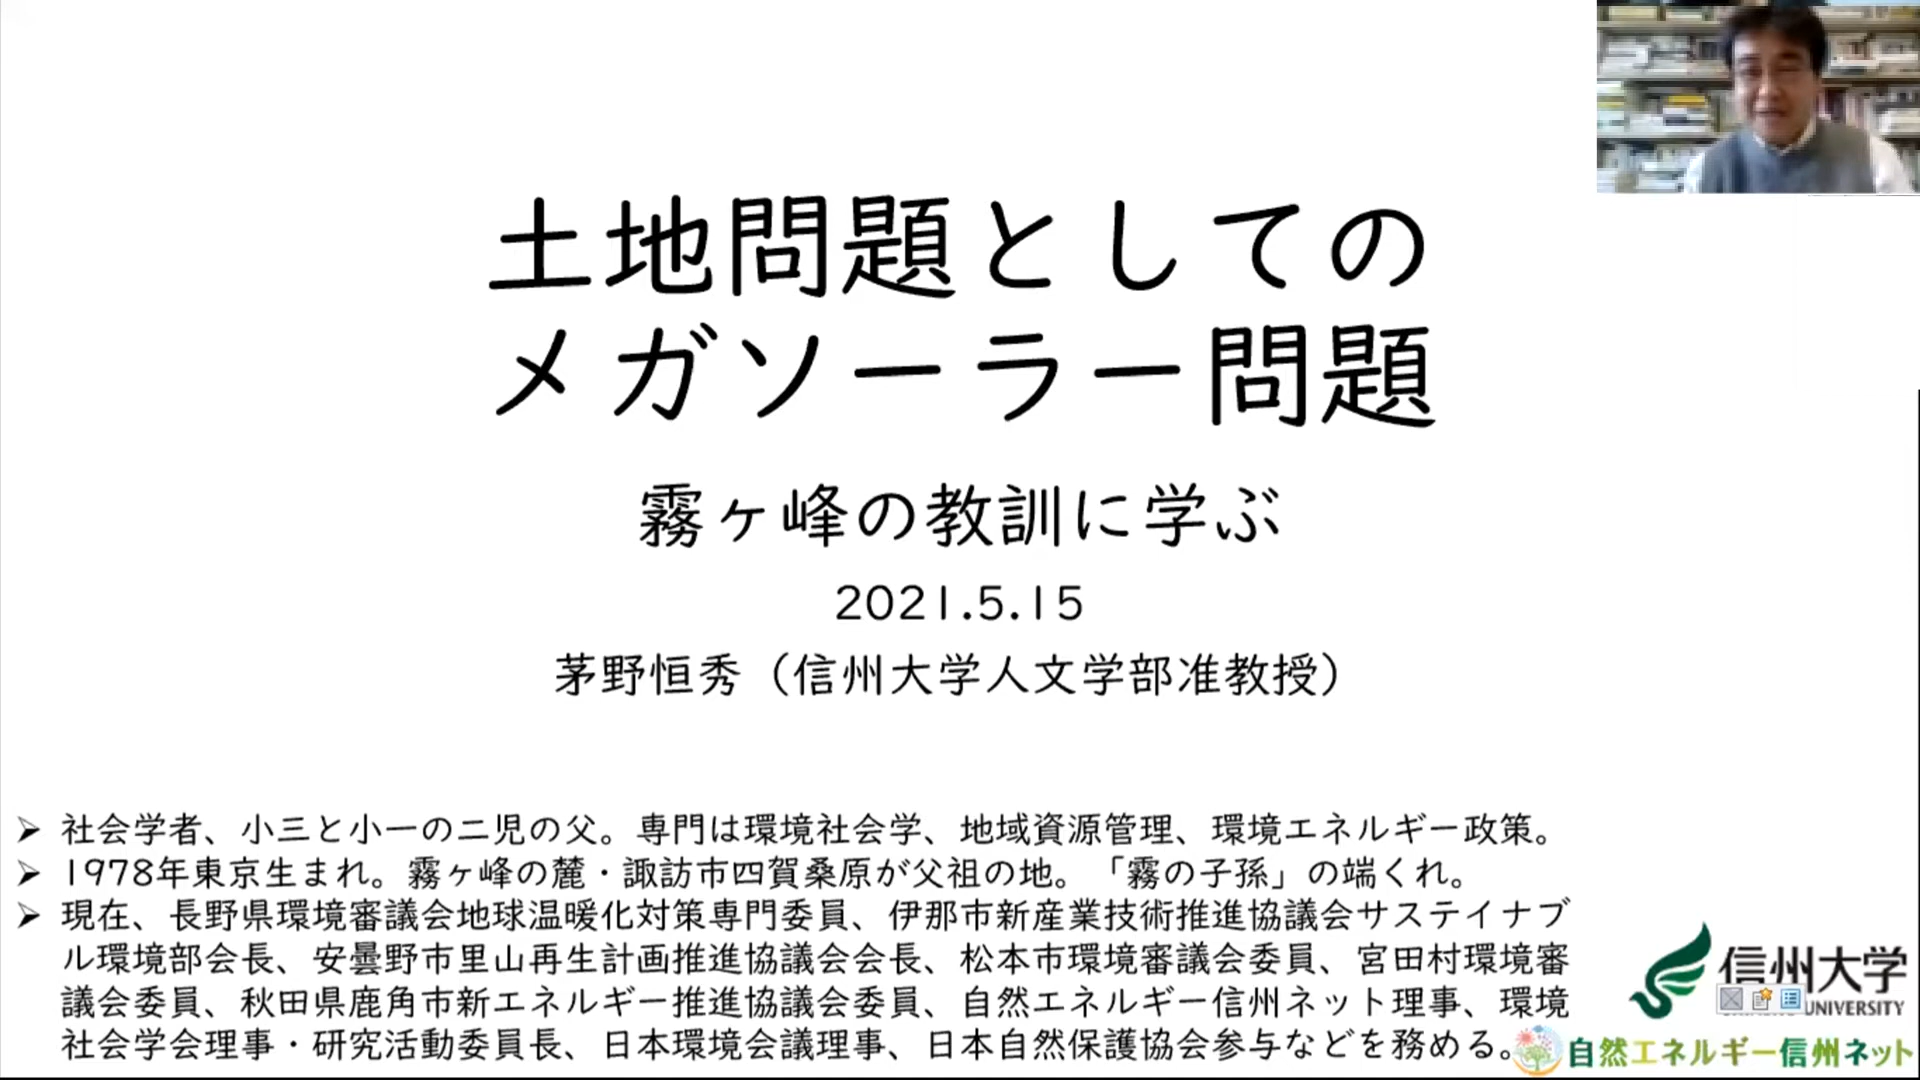 土地問題としての
メガソーラー問題
霧ヶ峰の教訓に学ぶ
2021.5.15
茅野恒秀（信州大学人文学部准教授）
➢ 社会学者、小三と小一の二児の父。専門は環境社会学、地域資源管理、環境エネルギー政策。
➢ 1978年東京生まれ。霧ヶ峰の麓・諏訪市四賀桑原が父祖の地。「霧の子孫」の端くれ。
➢ 現在、長野県環境審議会地球温暖化対策専門委員、伊那市新産業技術推進協議会サステイナブ
ル環境部会長、安曇野市里山再生計画推進協議会会長、松本市環境審議会委員、宮田村環境審
議会委員、秋田県鹿角市新エネルギー推進協議会委員、自然エネルギー信州ネット理事、環境
社会学会理事・研究活動委員長、日本環境会議理事、日本自然保護協会参与などを務める。
信州大学
UNIVERSITY
自然エネルギー信州ネット